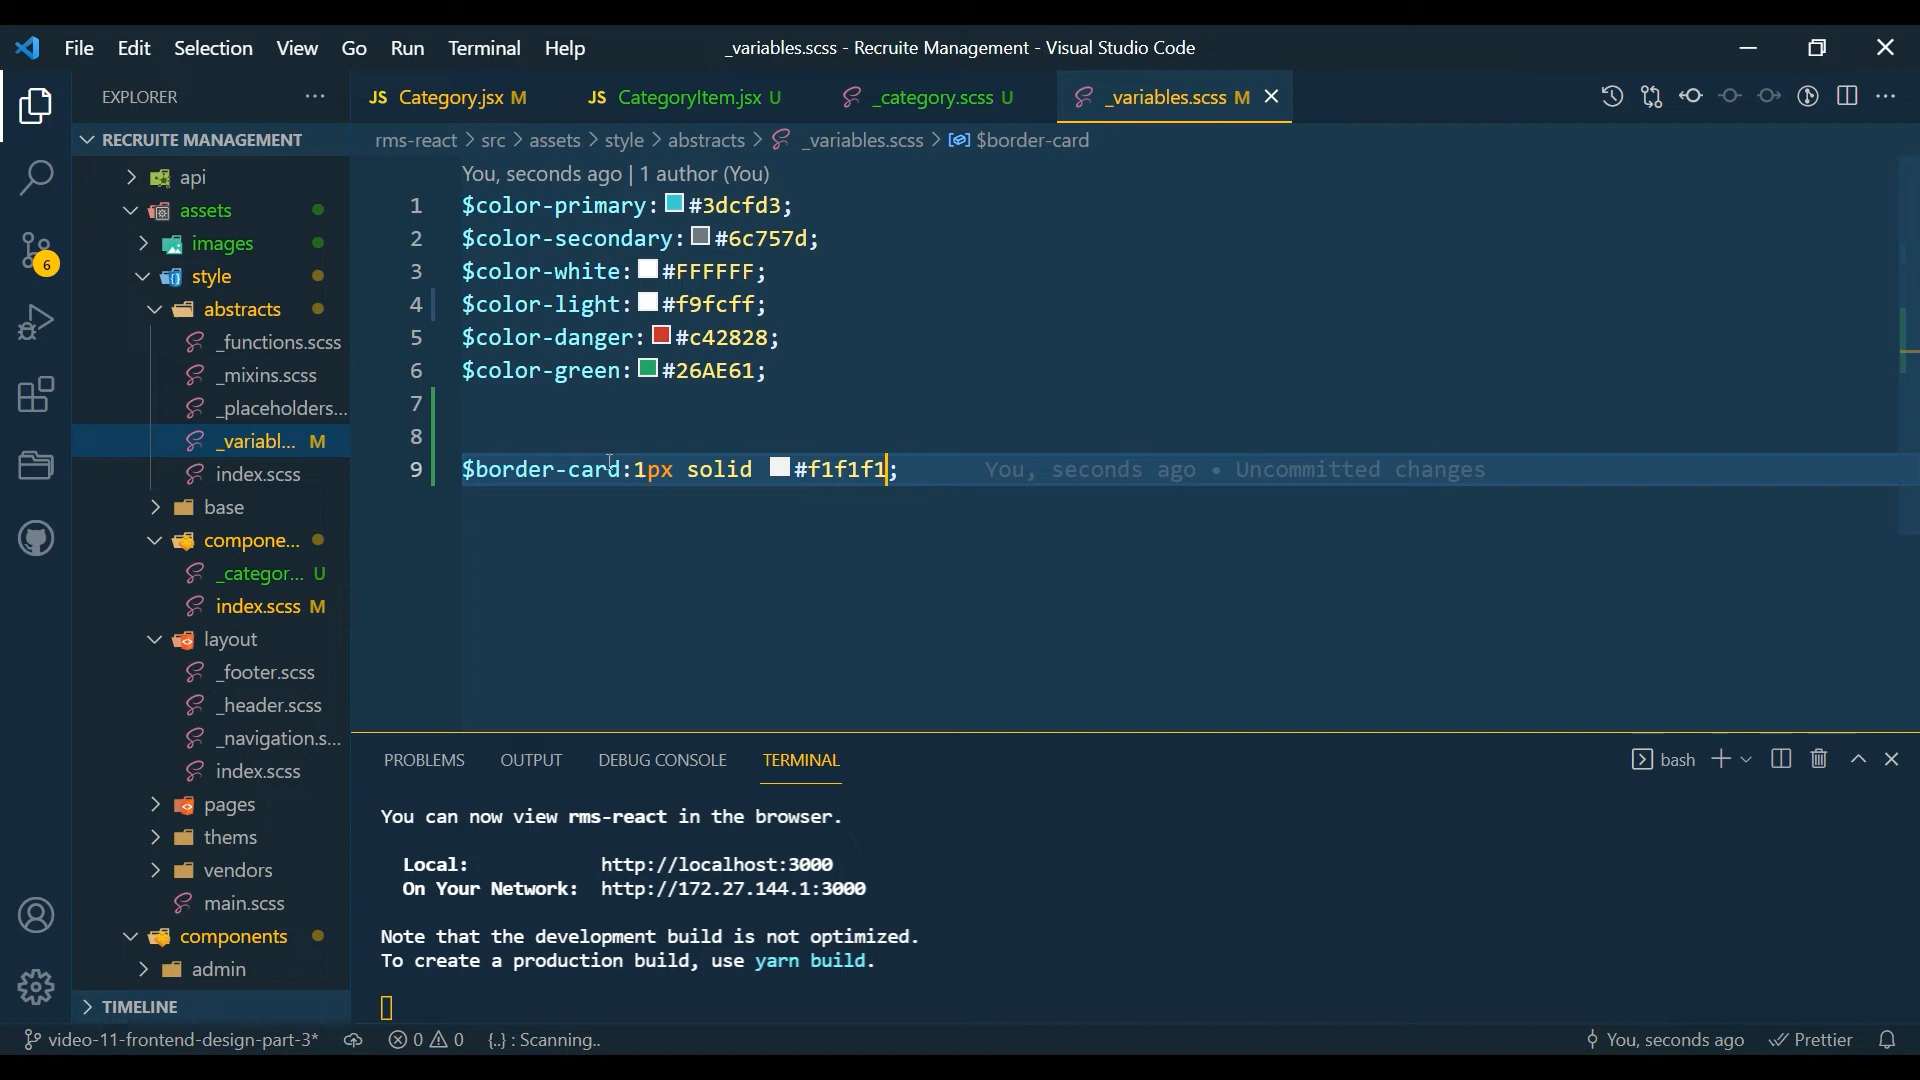 File Edit Selection View Go Run Terminal Help _variables.scss - Recruite Management - Visual Studio Code
EXPLORER ···
JS Category.jsx M JS CategoryItem.jsx U _category.scss U _variables.scss M
RECRUITE MANAGEMENT
rms-react > src > assets > style > abstracts > _variables.scss > $border-card
api
assets
images
style
abstracts
_functions.scss
_mixins.scss
_placeholders...
_variabl... M
index.scss
base
compone...
_categor... U
index.scss M
layout
_footer.scss
_header.scss
_navigation.s...
index.scss
pages
thems
vendors
main.scss
components
admin
TIMELINE
6
You, seconds ago | 1 author (You)
1 $color-primary: #3dcfd3;
2 $color-secondary: #6c757d;
3 $color-white: #FFFFFF;
4 $color-light: #f9fcff;
5 $color-danger: #c42828;
6 $color-green: #26AE61;
7
8
9 $border-card:1px solid #f1f1f1; You, seconds ago • Uncommitted changes
PROBLEMS OUTPUT DEBUG CONSOLE TERMINAL bash
You can now view rms-react in the browser.
Local: http://localhost:3000
On Your Network: http://172.27.144.1:3000
Note that the development build is not optimized.
To create a production build, use yarn build.
video-11-frontend-design-part-3* 0 0 {..} : Scanning.. You, seconds ago Prettier